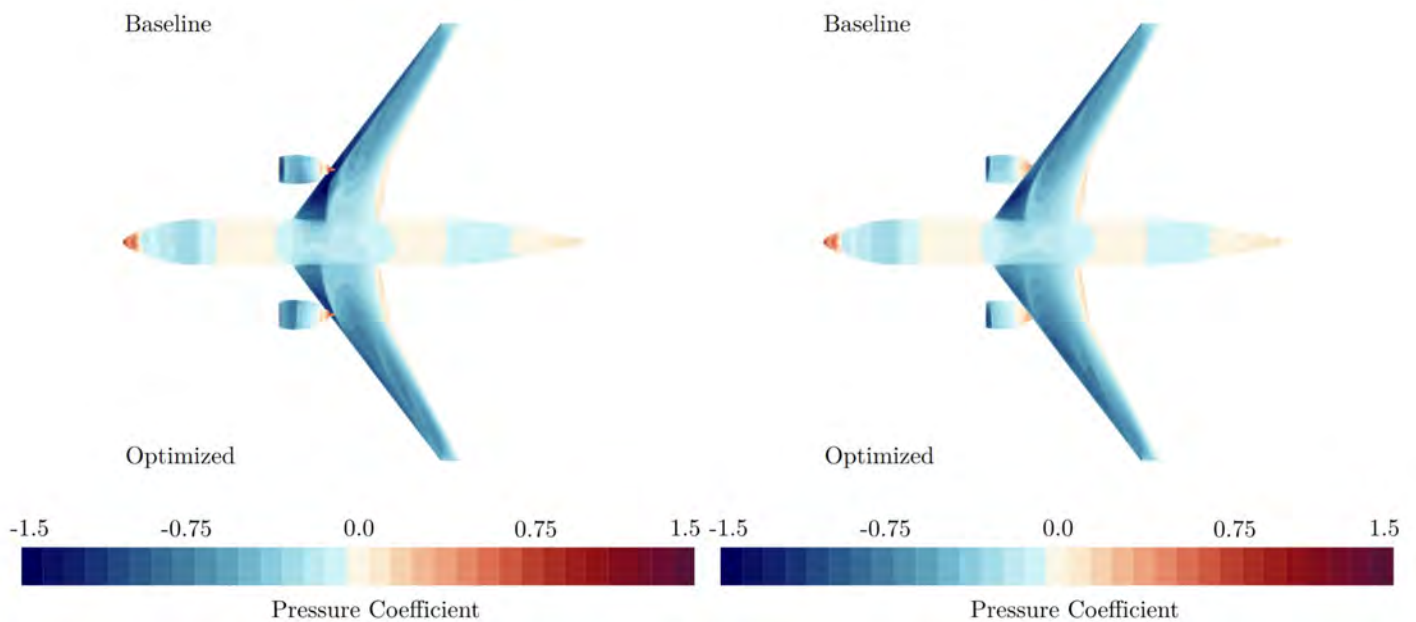 Baseline
Baseline
Optimized
Optimized
-1.5 -0.75 0.0 0.75 1.5
-1.5 -0.75 0.0 0.75 1.5
Pressure Coefficient
Pressure Coefficient